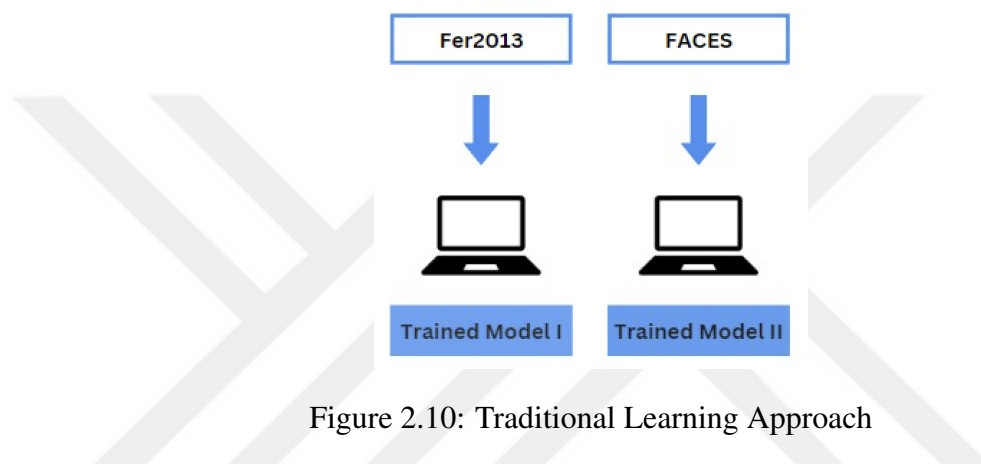 Fer2013 FACES
Trained Model I Trained Model II
Figure 2.10: Traditional Learning Approach